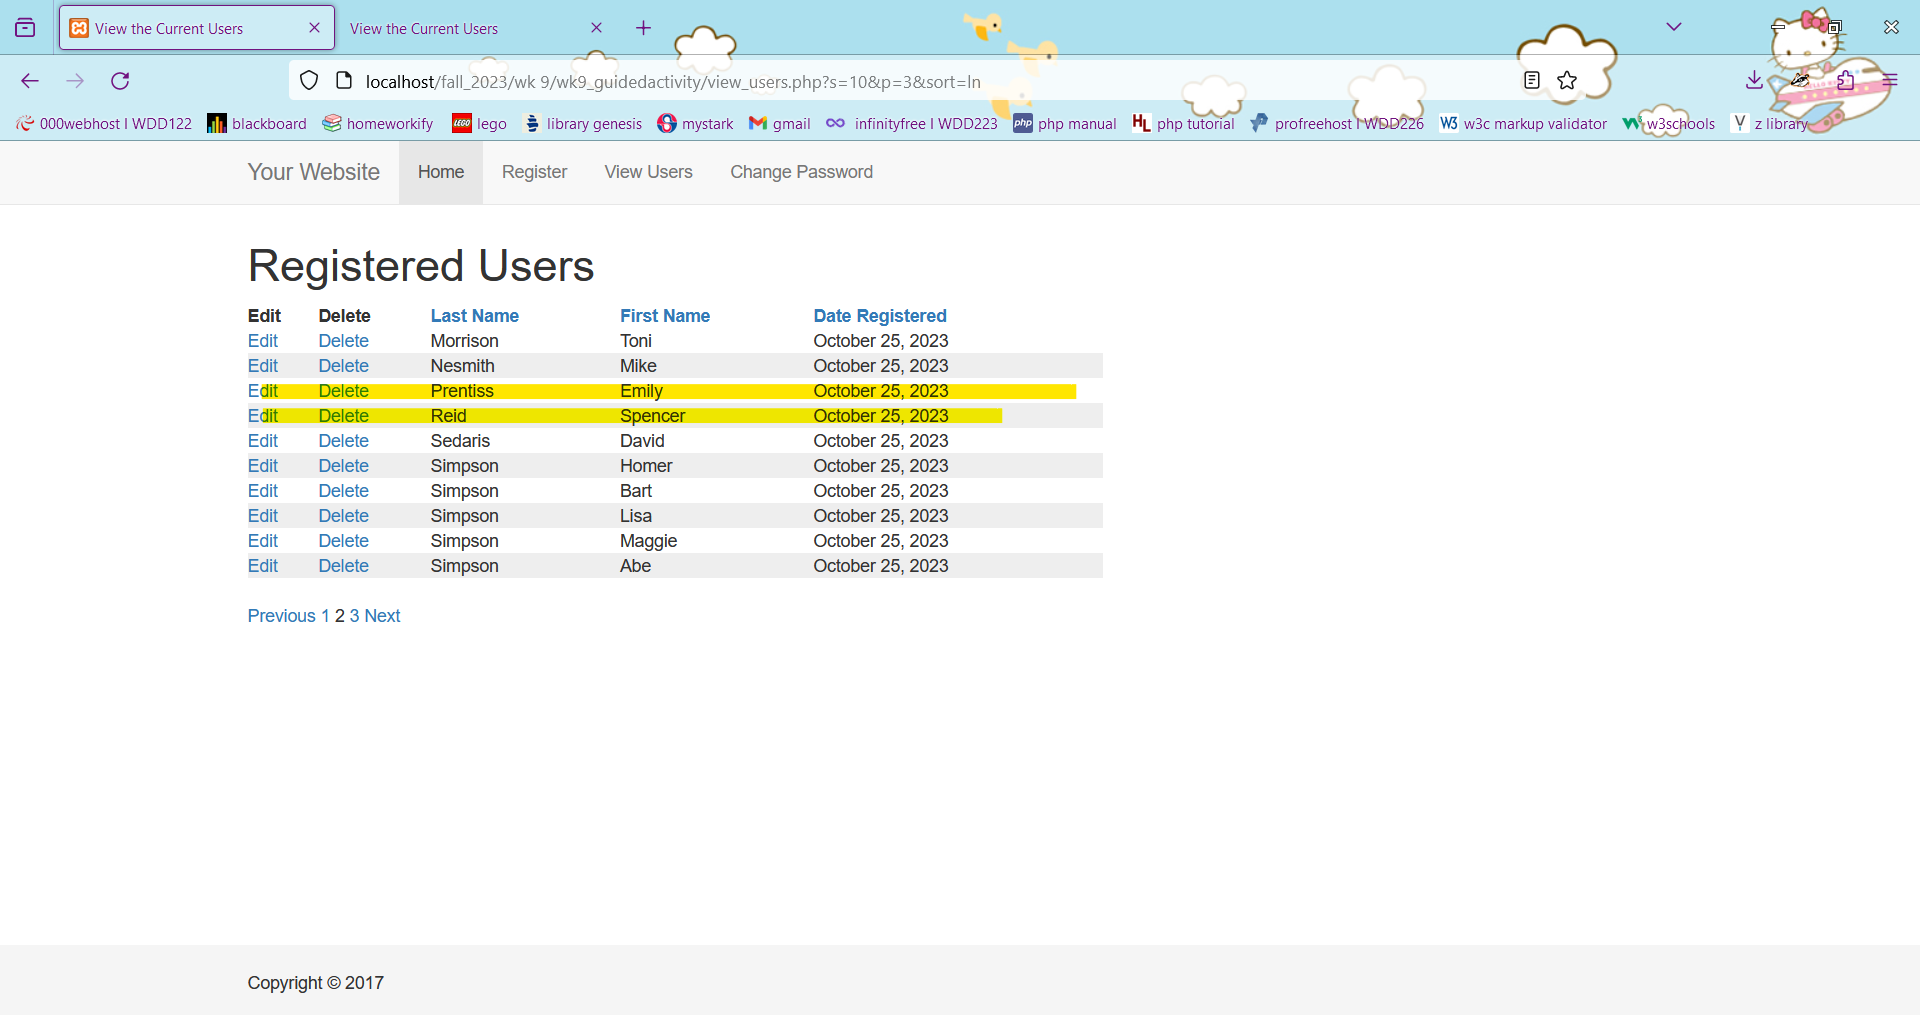 View the Current Users View the Current Users
localhost/fall_2023/wk 9/wk9_guidedactivity/view_users.php?s=10&p=3&sort=ln
000webhost I WDD122 blackboard homeworkify LEGO lego library genesis mystark gmail infinityfree I WDD223 php php manual HL php tutorial profreehost I WDD226 W3 w3c markup validator w3schools z library
Your Website Home Register View Users Change Password
Registered Users
Edit Delete Last Name First Name Date Registered
Edit Delete Morrison Toni October 25, 2023
Edit Delete Nesmith Mike October 25, 2023
Edit Delete Prentiss Emily October 25, 2023
Edit Delete Reid Spencer October 25, 2023
Edit Delete Sedaris David October 25, 2023
Edit Delete Simpson Homer October 25, 2023
Edit Delete Simpson Bart October 25, 2023
Edit Delete Simpson Lisa October 25, 2023
Edit Delete Simpson Maggie October 25, 2023
Edit Delete Simpson Abe October 25, 2023
Previous 1 2 3 Next
Copyright © 2017